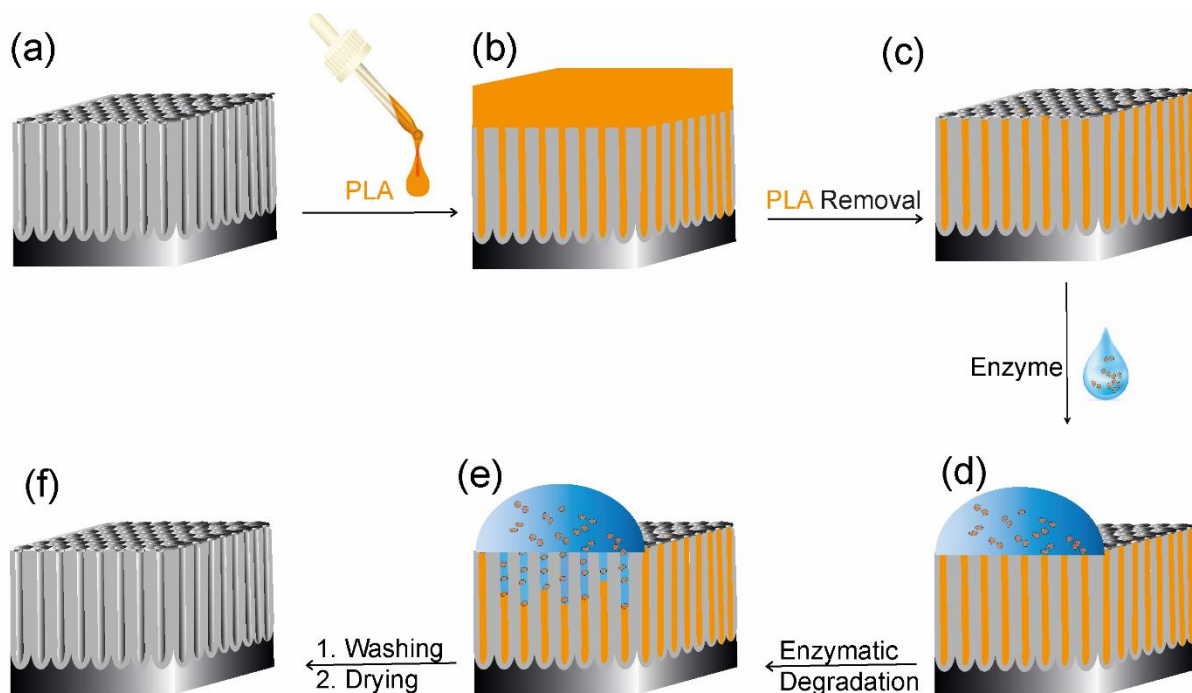 (a)
PLA
(b)
PLA Removal
(c)
Enzyme
(d)
Enzymatic
Degradation
(e)
1. Washing
2. Drying
(f)